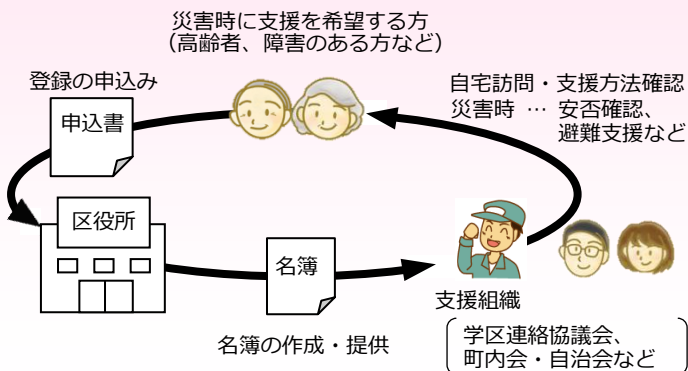 災害時に支援を希望する方
（高齢者、障害のある方など）
登録の申込み
申込書
自宅訪問・支援方法確認
災害時 … 安否確認、
避難支援など
区役所
名簿
名簿の作成・提供
支援組織
学区連絡協議会、
町内会・自治会など